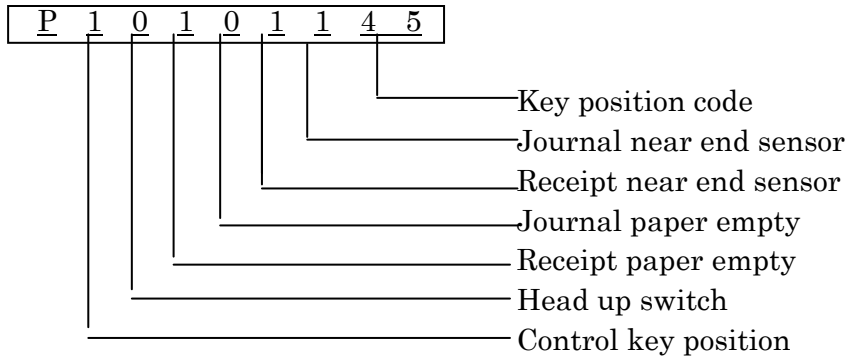 P 1 0 1 0 1 1 4 5
Key position code
Journal near end sensor
Receipt near end sensor
Journal paper empty
Receipt paper empty
Head up switch
Control key position